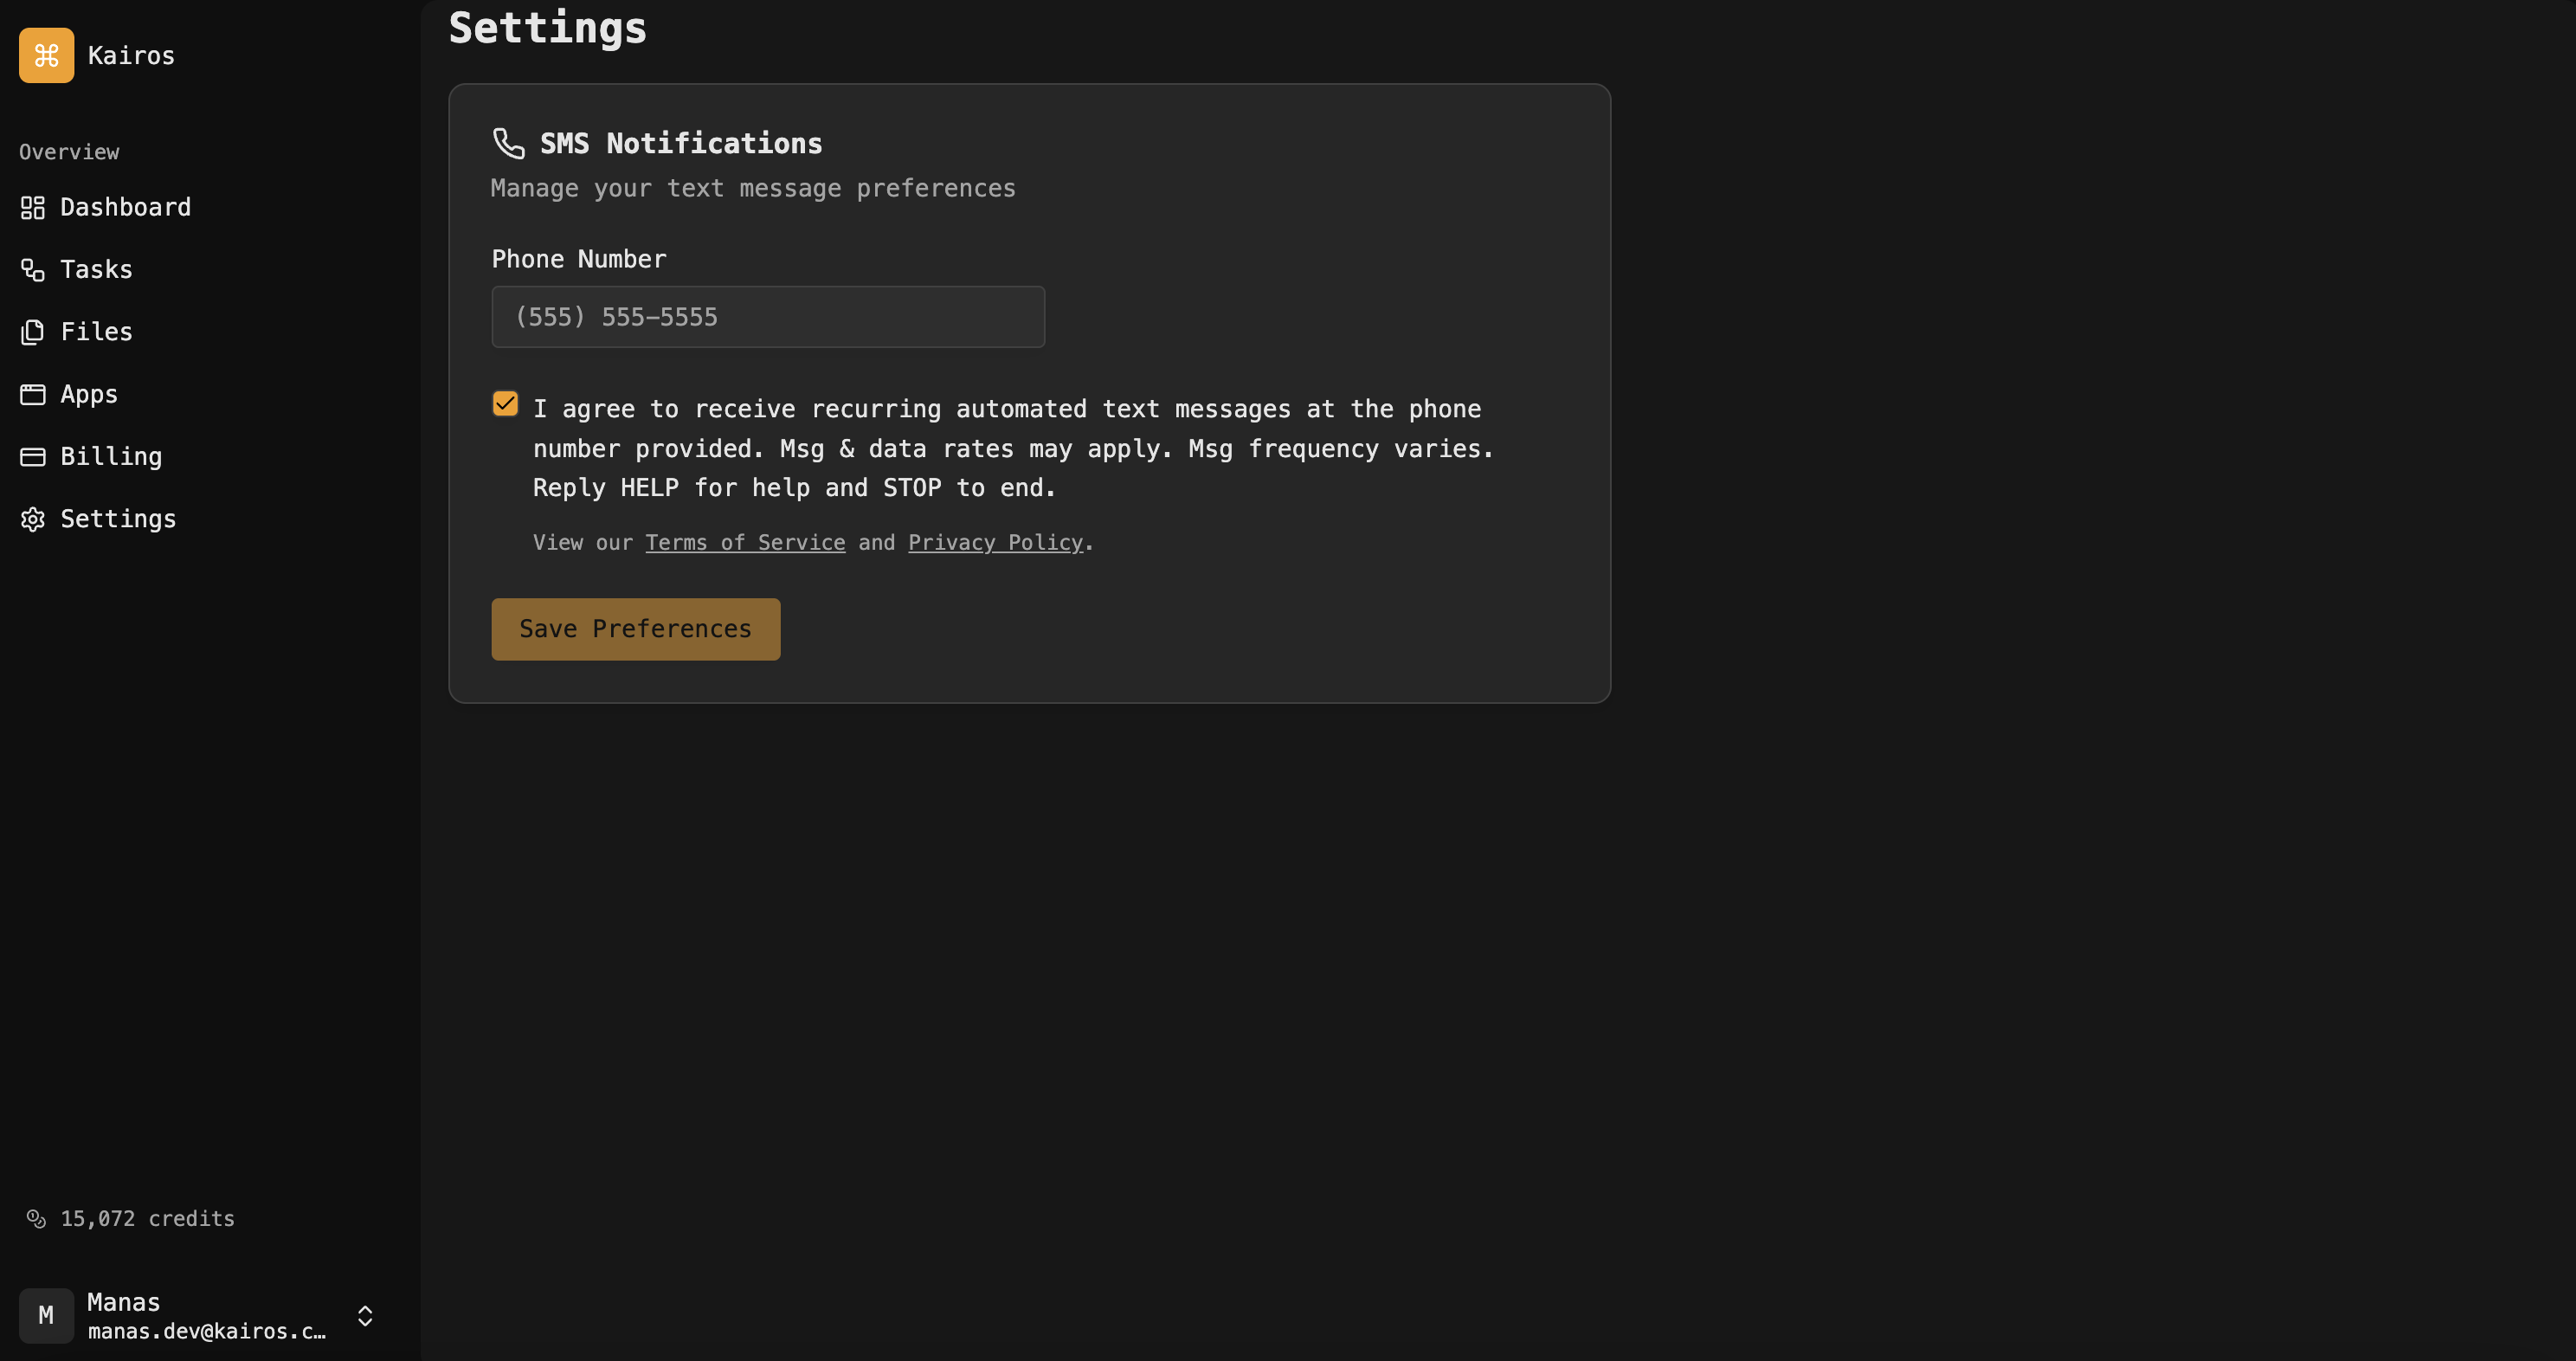 Kairos
Overview
Dashboard
Tasks
Files
Apps
Billing
Settings
15,072 credits
M
Manas
manas.dev@kairos.c…
Settings
SMS Notifications
Manage your text message preferences
Phone Number
(555) 555-5555
I agree to receive recurring automated text messages at the phone
number provided. Msg & data rates may apply. Msg frequency varies.
Reply HELP for help and STOP to end.
View our Terms of Service and Privacy Policy.
Save Preferences